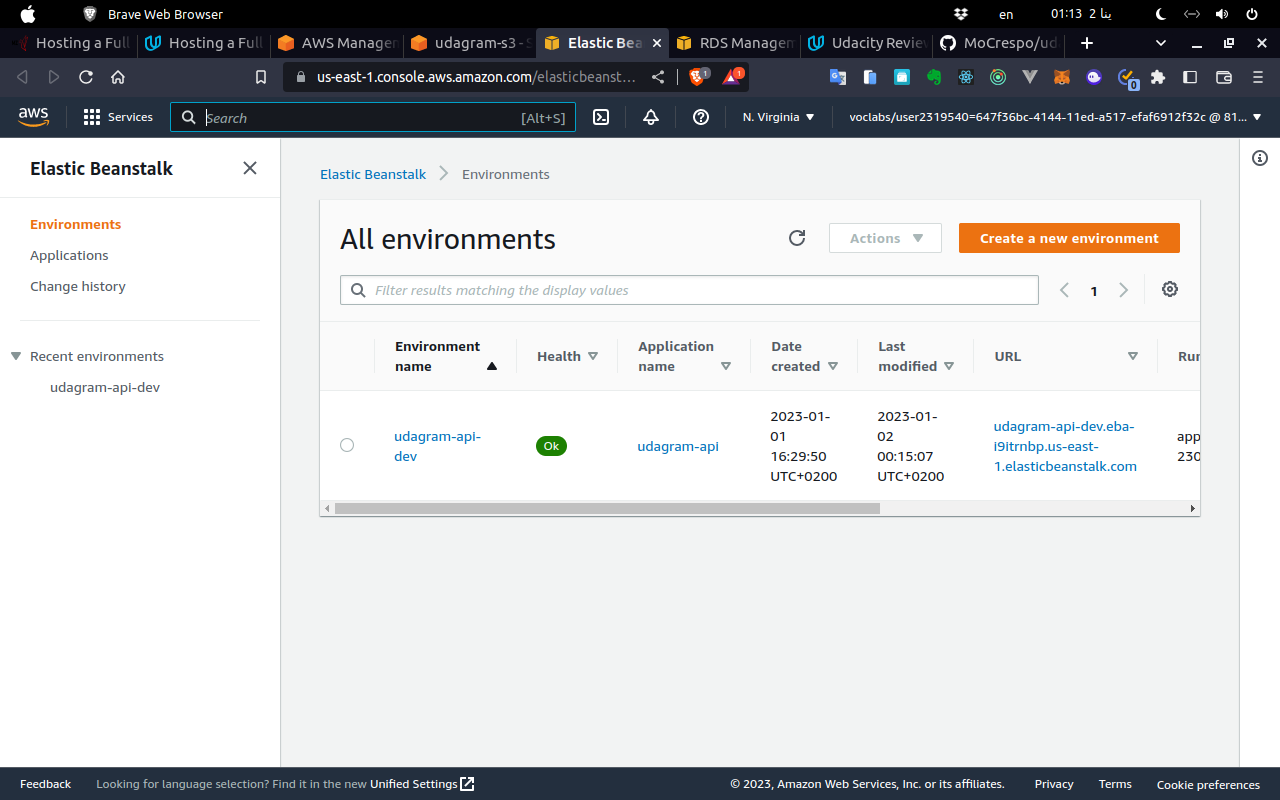 Brave Web Browser
en
01:13 2 ينا
Hosting a Full
Hosting a Full
AWS Managem
udagram-s3 - S
Elastic Bea
RDS Managem
Udacity Review
MoCrespo/ud
us-east-1.console.aws.amazon.com/elasticbeanst...
1
1
0
aws
Services
Search
[Alt+S]
N. Virginia
voclabs/user2319540=647f36bc-4144-11ed-a517-efaf6912f32c @ 81...
Elastic Beanstalk
Environments
Applications
Change history
Recent environments
udagram-api-dev
Elastic Beanstalk
Environments
All environments
Actions
Create a new environment
Filter results matching the display values
1
Environment
name
Health
Application
name
Date
created
Last
modified
URL
Run
udagram-api-
dev
Ok
udagram-api
2023-01-
01
16:29:50
UTC+0200
2023-01-
02
00:15:07
UTC+0200
udagram-api-dev.eba-
i9itrnbp.us-east-
1.elasticbeanstalk.com
app
230
Feedback
Looking for language selection? Find it in the new Unified Settings
© 2023, Amazon Web Services, Inc. or its affiliates.
Privacy
Terms
Cookie preferences